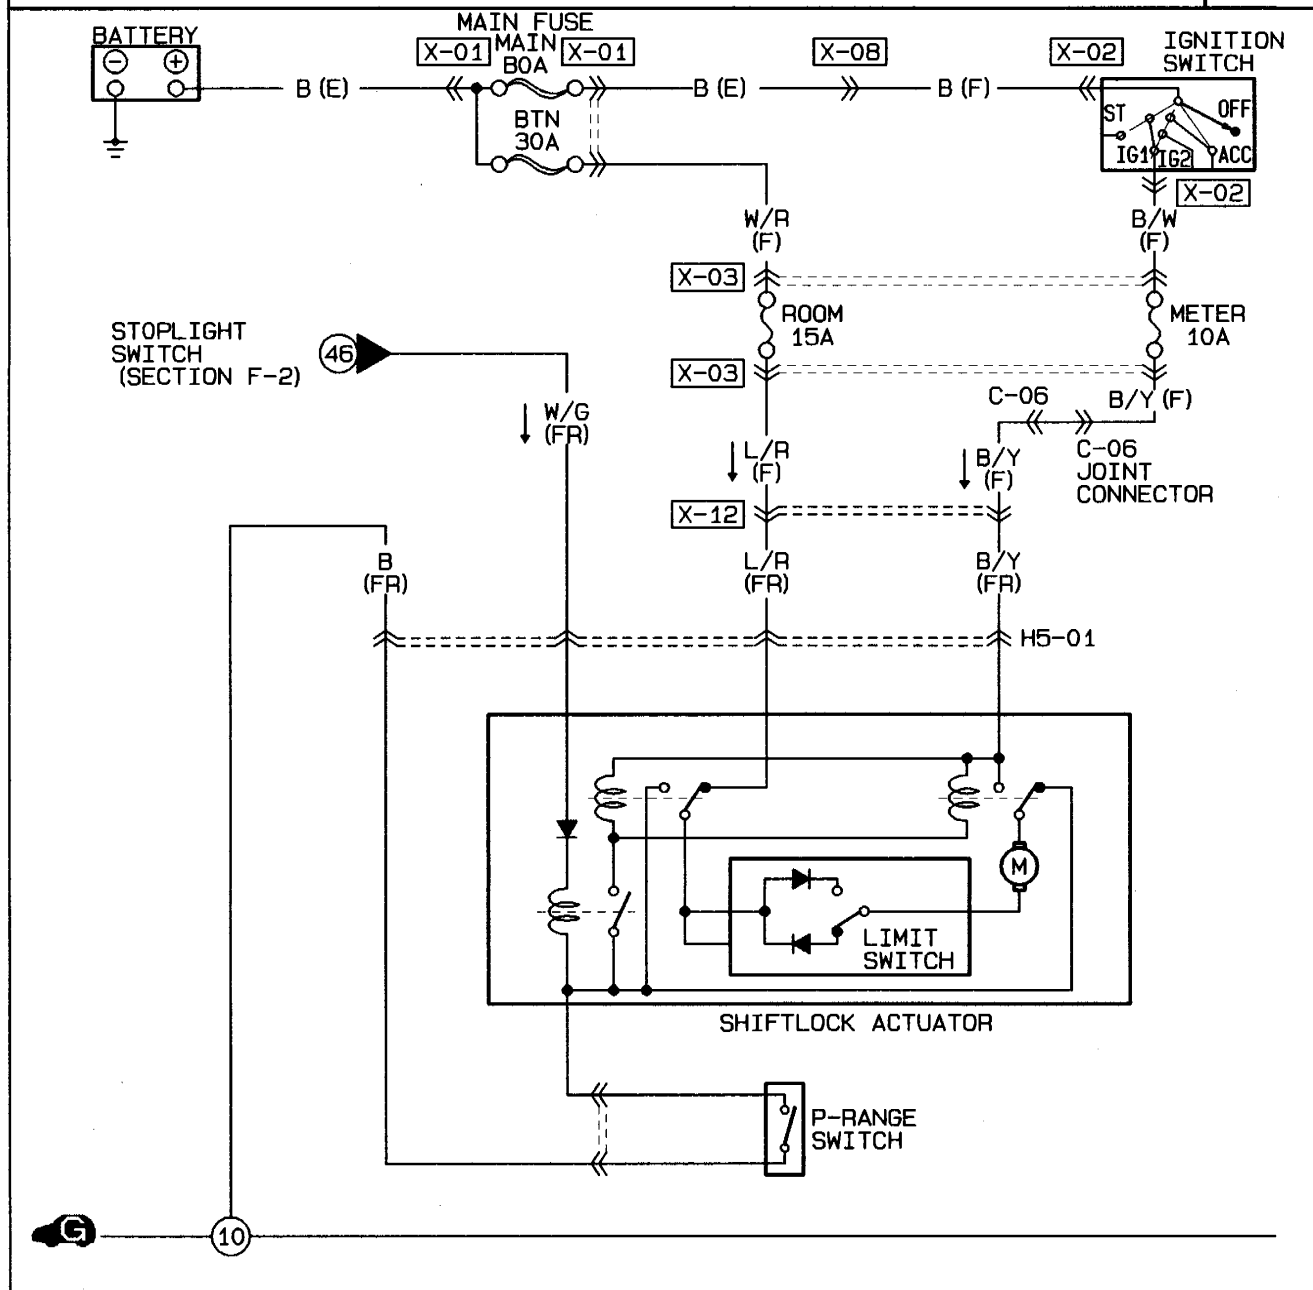 MAIN FUSE
BATTERY
X-01
MAIN
80A
X-01
X-08
X-02
IGNITION
SWITCH
- +
B (E)
B (E)
B (F)
ST
OFF
IG1
IG2
ACC
BTN
30A
X-02
W/R
(F)
B/W
(F)
X-03
ROOM
15A
METER
10A
STOPLIGHT
SWITCH
(SECTION F-2)
46
X-03
C-06
B/Y (F)
W/G
(FR)
L/R
(F)
B/Y
(F)
C-06
JOINT
CONNECTOR
X-12
B
(FR)
L/R
(FR)
B/Y
(FR)
H5-01
M
LIMIT
SWITCH
SHIFTLOCK ACTUATOR
P-RANGE
SWITCH
G
10